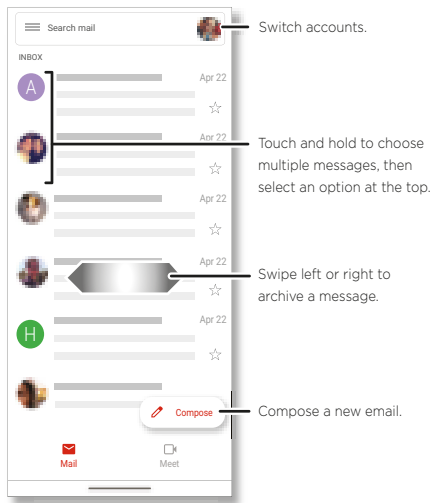 Search mail
Switch accounts.
INBOX
A
Apr 22
Apr 22
Touch and hold to choose
multiple messages, then
select an option at the top.
Apr 22
Apr 22
Swipe left or right to
archive a message.
H
Apr 22
Compose
Compose a new email.
Mail
Meet